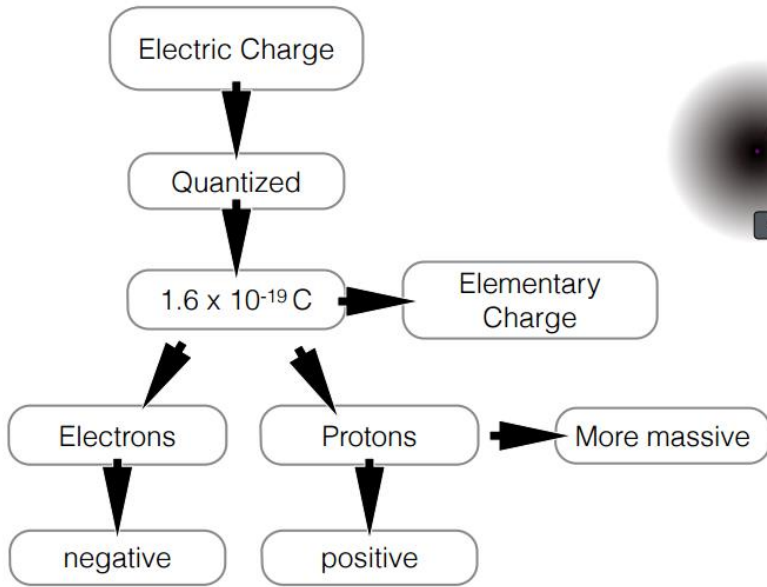 Electric Charge
Quantized
1.6 x 10⁻¹⁹ C
Elementary
Charge
Electrons
Protons
More massive
negative
positive